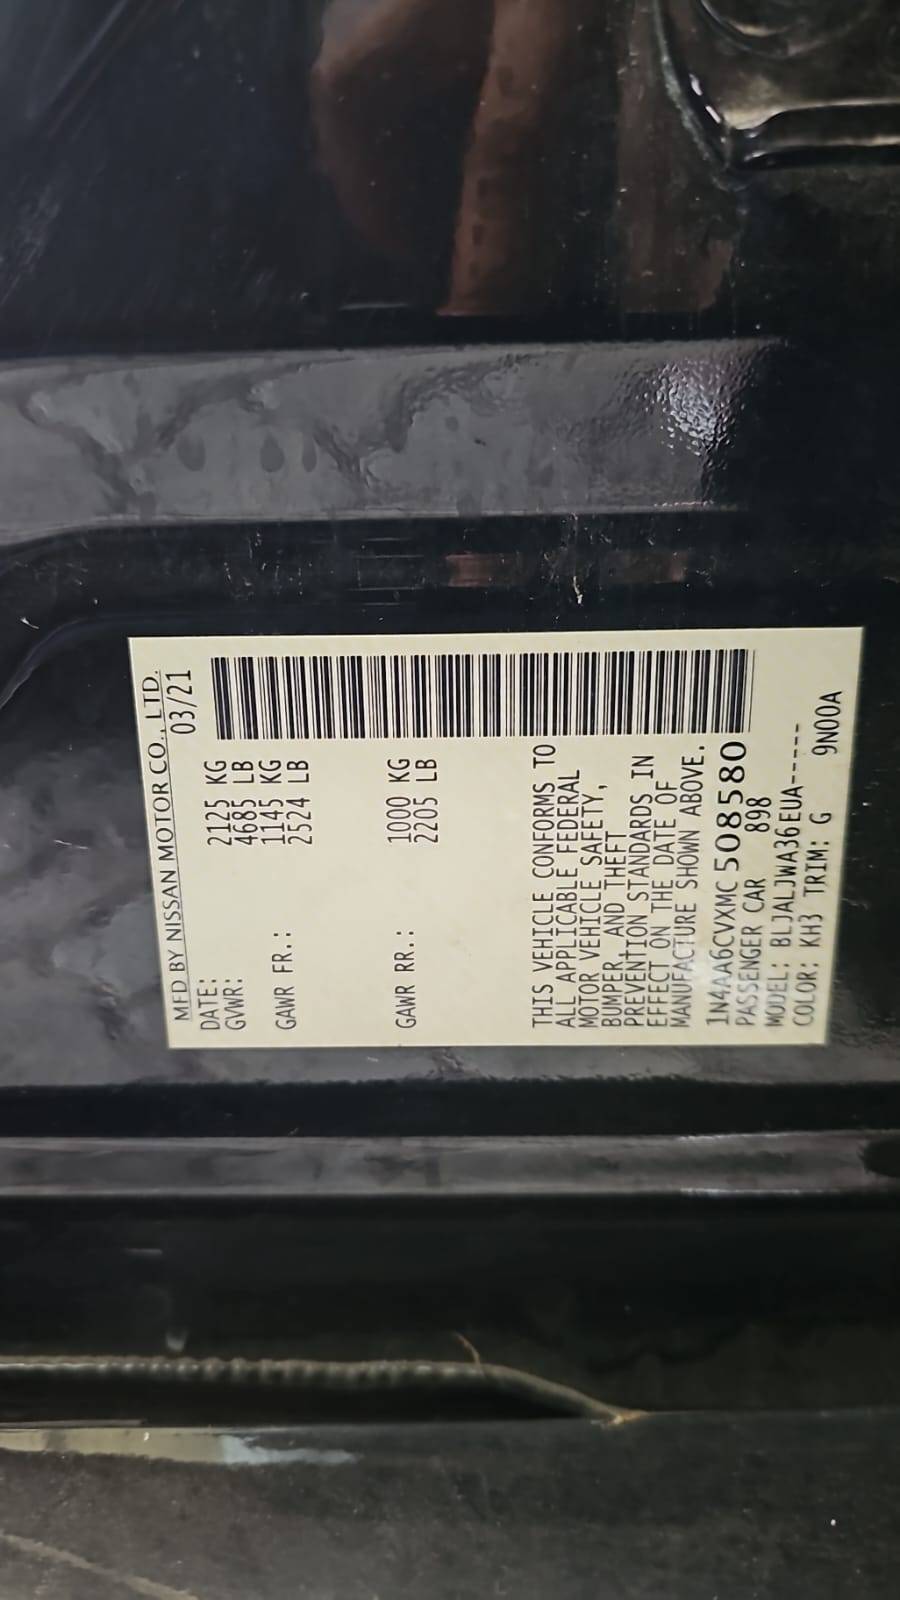 MFD BY NISSAN MOTOR CO., LTD.
DATE: 03/21
GVWR: 2125 KG
4685 LB
GAWR FR.: 1145 KG
2524 LB
GAWR RR.: 1000 KG
2205 LB
THIS VEHICLE CONFORMS TO
ALL APPLICABLE FEDERAL
MOTOR VEHICLE SAFETY,
BUMPER, AND THEFT
PREVENTION STANDARDS IN
EFFECT ON THE DATE OF
MANUFACTURE SHOWN ABOVE.
1N4AA6CVXMC508580
PASSENGER CAR 898
MODEL: BLJALJWA36EUA-----
COLOR: KH3 TRIM: G 9N00A